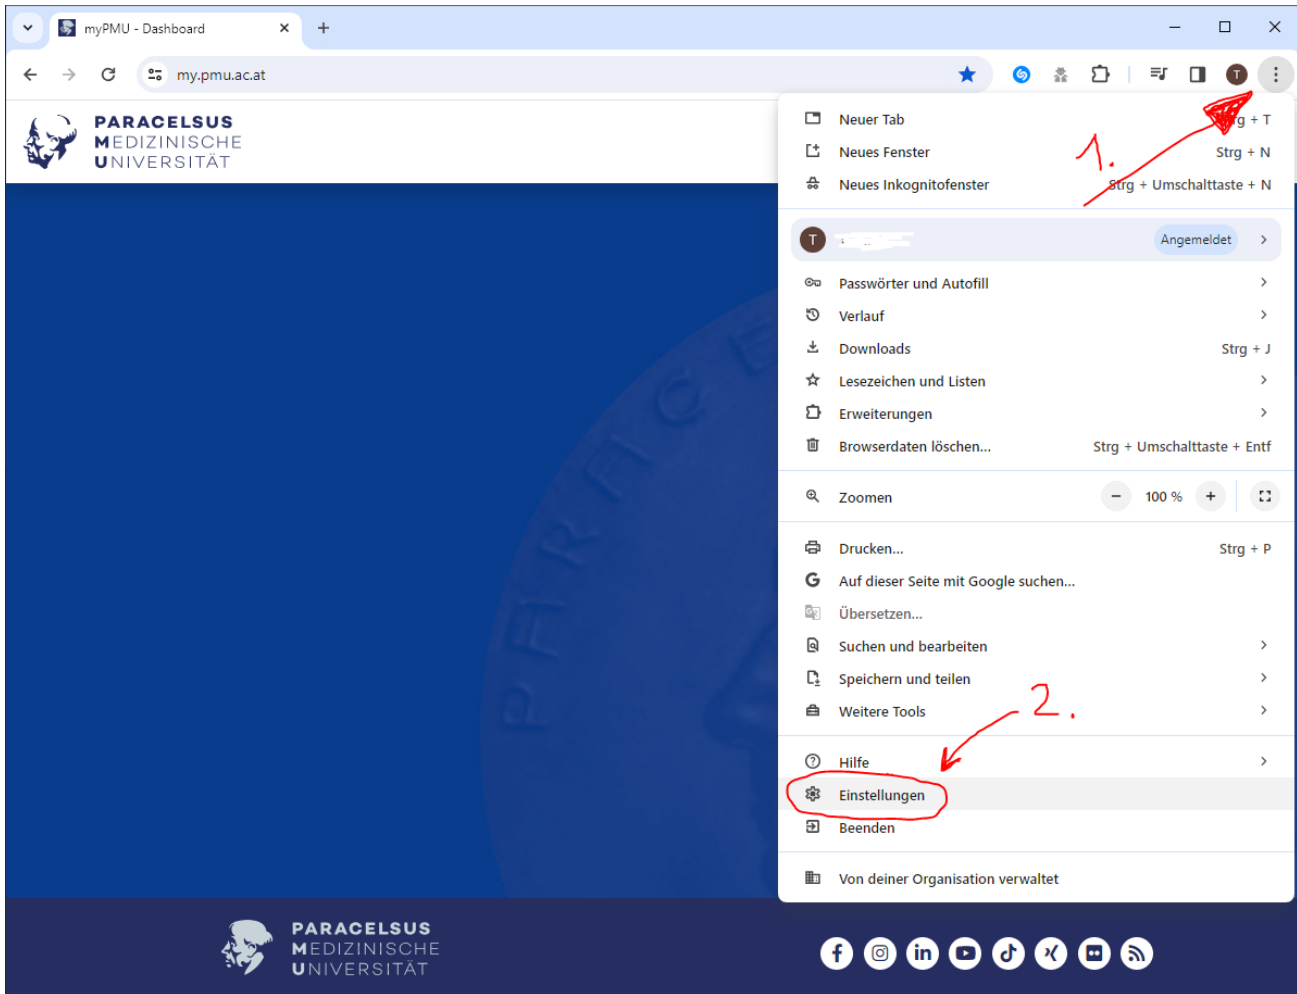 myPMU - Dashboard
my.pmu.ac.at
T
PARACELSUS
MEDIZINISCHE
UNIVERSITÄT
1.
Neuer Tab rg + T
Neues Fenster Strg + N
Neues Inkognitofenster Strg + Umschalttaste + N
T Angemeldet
Passwörter und Autofill
Verlauf
Downloads Strg + J
Lesezeichen und Listen
Erweiterungen
Browserdaten löschen... Strg + Umschalttaste + Entf
Zoomen - 100 % +
Drucken... Strg + P
G Auf dieser Seite mit Google suchen...
Übersetzen...
Suchen und bearbeiten
Speichern und teilen
Weitere Tools
2.
Hilfe
Einstellungen
Beenden
Von deiner Organisation verwaltet
PARACE
PARACELSUS
MEDIZINISCHE
UNIVERSITÄT